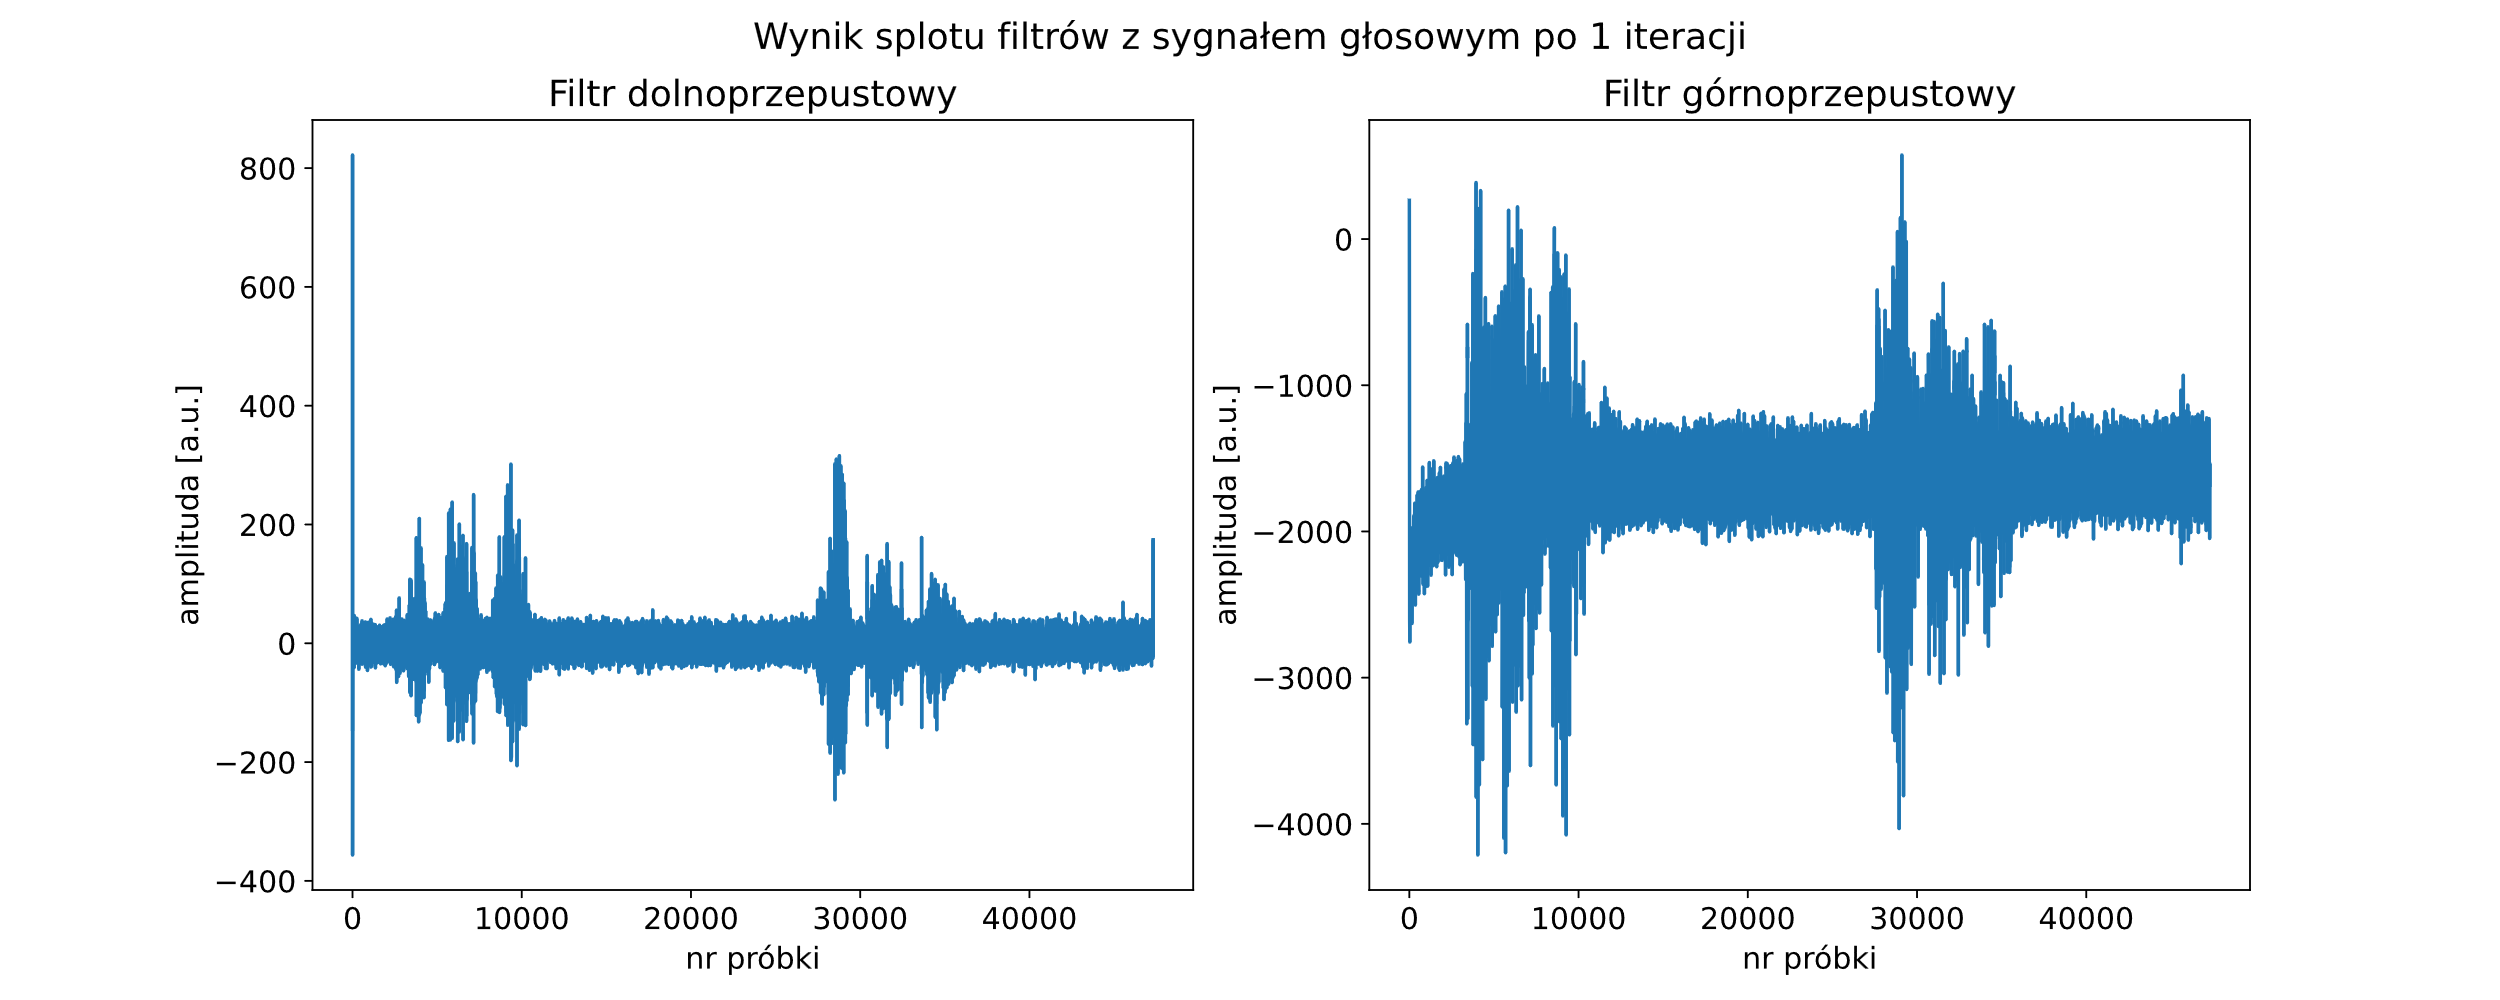 Wynik splotu filtrów z sygnałem głosowym po 1 iteracji
Filtr dolnoprzepustowy
amplituda [a.u.]
800
600
400
200
0
−200
−400
0 10000 20000 30000 40000
nr próbki
Filtr górnoprzepustowy
amplituda [a.u.]
0
−1000
−2000
−3000
−4000
0 10000 20000 30000 40000
nr próbki